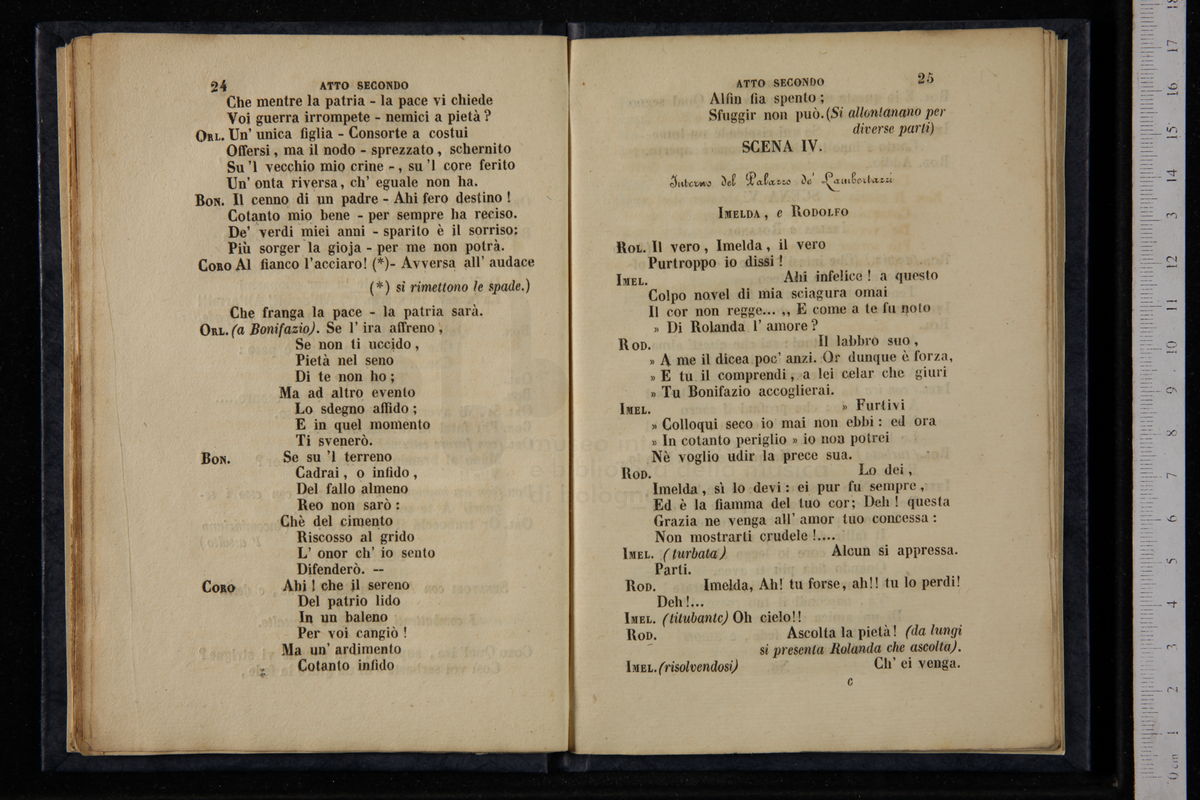 24 ATTO SECONDO
Che mentre la patria - la pace vi chiede
Voi guerra irrompete - nemici a pietà?
ORL. Un' unica figlia - Consorte a costui
Offersi, ma il nodo - sprezzato, schernito
Su 'l vecchio mio crine -, su 'l core ferito
Un' onta riversa, ch' eguale non ha.
BON. Il cenno di un padre - Ahi fero destino!
Cotanto mio bene - per sempre ha reciso.
De' verdi miei anni - sparito è il sorriso:
Più sorger la gioja - per me non potrà.
CORO Al fianco l'acciaro! (*)- Avversa all' audace
(*) si rimettono le spade.)
Che franga la pace - la patria sarà.
ORL. (a Bonifazio). Se l' ira affreno,
Se non ti uccido,
Pietà nel seno
Di te non ho;
Ma ad altro evento
Lo sdegno affido;
E in quel momento
Ti svenerò.
BON. Se su 'l terreno
Cadrai, o infido,
Del fallo almeno
Reo non sarò:
Chè del cimento
Riscosso al grido
L' onor ch' io sento
Difenderò. —
CORO Ahi! che il sereno
Del patrio lido
In un baleno
Per voi cangiò!
Ma un' ardimento
Cotanto infido
ATTO SECONDO 25
Alfin fia spento;
Sfuggir non può. (Si allontanano per
diverse parti)
SCENA IV.
Interno del Palazzo de' Lambertazzi
IMELDA, e RODOLFO
ROL. Il vero, Imelda, il vero
Purtroppo io dissi!
IMEL. Ahi infelice! a questo
Colpo novel di mia sciagura omai
Il cor non regge... ,, E come a te fu noto
» Di Rolanda l' amore?
ROD. Il labbro suo,
» A me il dicea poc' anzi. Or dunque è forza,
» E tu il comprendi, a lei celar che giuri
» Tu Bonifazio accoglierai.
IMEL. » Furtivi
» Colloqui seco io mai non ebbi: ed ora
» In cotanto periglio » io non potrei
Nè voglio udir la prece sua.
ROD. Lo dei,
Imelda, sì lo devi: ei pur fu sempre,
Ed è la fiamma del tuo cor; Deh! questa
Grazia ne venga all' amor tuo concessa:
Non mostrarti crudele!....
IMEL. (turbata) Alcun si appressa.
Parti.
ROD. Imelda, Ah! tu forse, ah!! tu lo perdi!
Deh!...
IMEL. (titubante) Oh cielo!!
ROD. Ascolta la pietà! (da lungi
si presenta Rolanda che ascolta).
IMEL. (risolvendosi) Ch' ei venga.
C